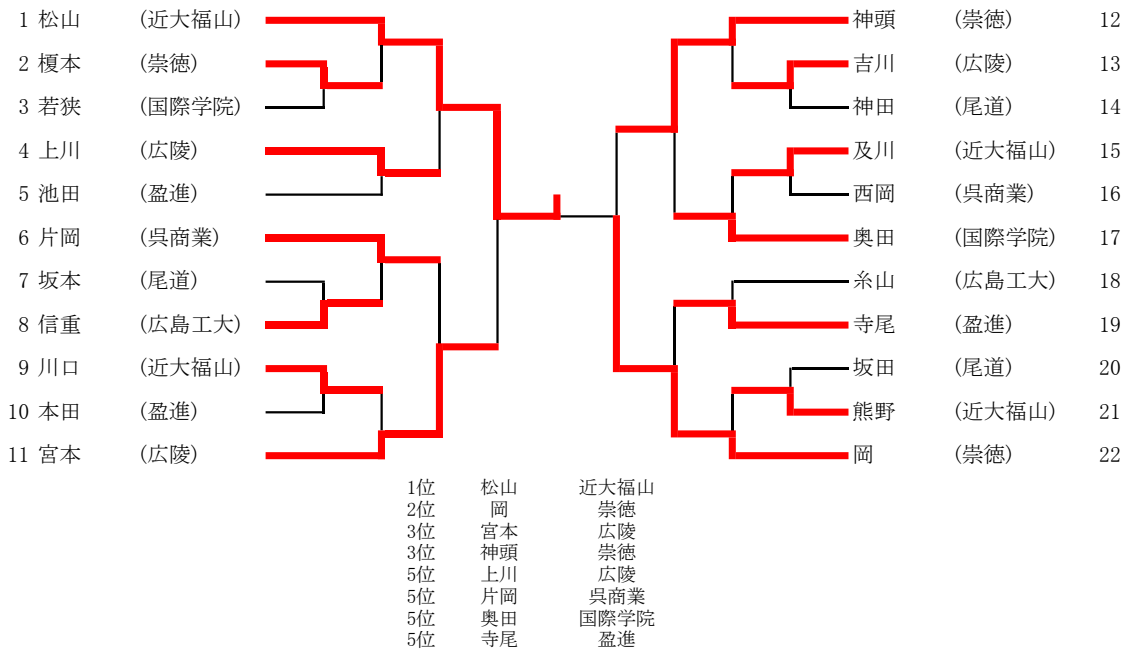 1 松山 (近大福山)
2 榎本 (崇徳)
3 若狭 (国際学院)
4 上川 (広陵)
5 池田 (盈進)
6 片岡 (呉商業)
7 坂本 (尾道)
8 信重 (広島工大)
9 川口 (近大福山)
10 本田 (盈進)
11 宮本 (広陵)
神頭 (崇徳) 12
吉川 (広陵) 13
神田 (尾道) 14
及川 (近大福山) 15
西岡 (呉商業) 16
奥田 (国際学院) 17
糸山 (広島工大) 18
寺尾 (盈進) 19
坂田 (尾道) 20
熊野 (近大福山) 21
岡 (崇徳) 22
1位 松山 近大福山
2位 岡 崇徳
3位 宮本 広陵
3位 神頭 崇徳
5位 上川 広陵
5位 片岡 呉商業
5位 奥田 国際学院
5位 寺尾 盈進